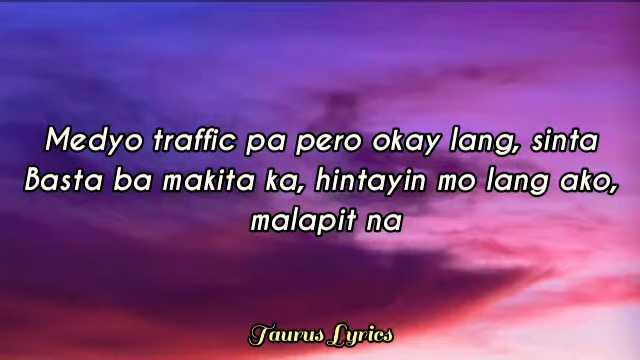 Medyo traffic pa pero okay lang, sinta
Basta ba makita ka, hintayin mo lang ako,
malapit na
Taurus Lyrics